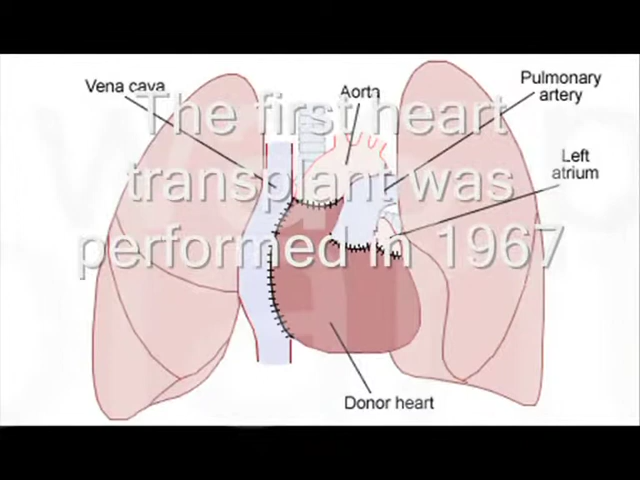 Vena cava
Aorta
Pulmonary
artery
The first heart
Left
atrium
transplant was
performed in 1967
Donor heart